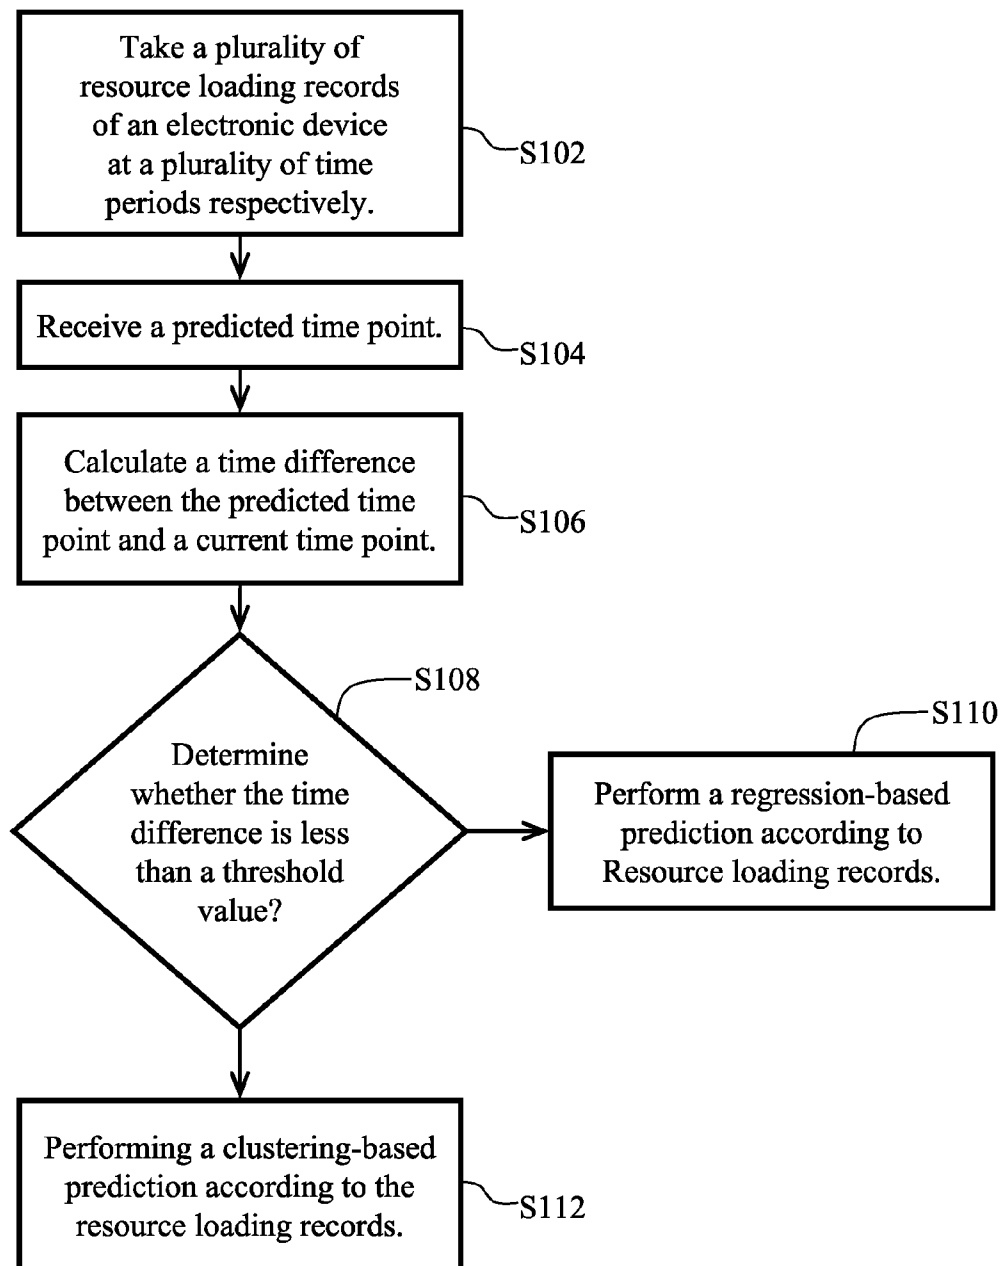 Take a plurality of
resource loading records
of an electronic device
at a plurality of time
periods respectively.
S102
Receive a predicted time point.
S104
Calculate a time difference
between the predicted time
point and a current time point.
S106
S108
Determine
whether the time
difference is less
than a threshold
value?
S110
Perform a regression-based
prediction according to
Resource loading records.
Performing a clustering-based
prediction according to the
resource loading records.
S112